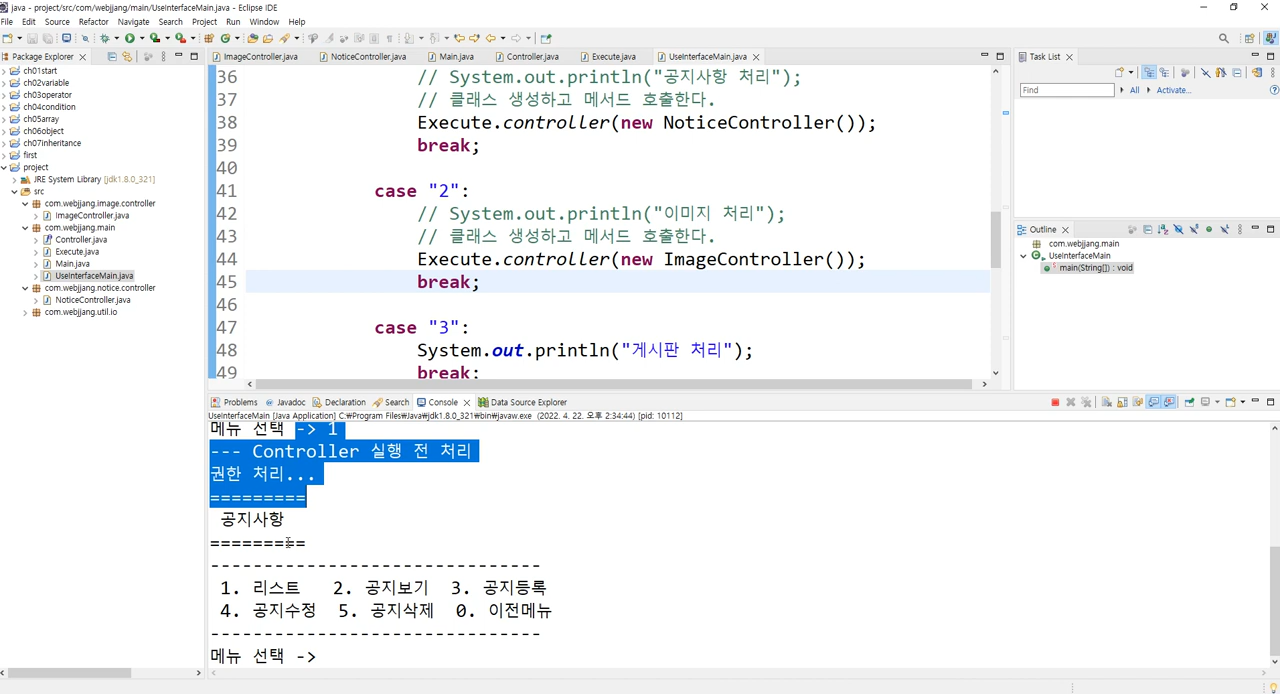 java - project/src/com/webjjang/main/UseInterfaceMain.java - Eclipse IDE
File Edit Source Refactor Navigate Search Project Run Window Help
Package Explorer
ch01start
ch02variable
ch03operator
ch04condition
ch05array
ch06object
ch07inheritance
first
project
JRE System Library [jdk1.8.0_321]
src
com.webjjang.image.controller
ImageController.java
com.webjjang.main
Controller.java
Execute.java
Main.java
UseInterfaceMain.java
com.webjjang.notice.controller
NoticeController.java
com.webjjang.util.io
ImageController.java NoticeController.java Main.java Controller.java Execute.java UseInterfaceMain.java
36 // System.out.println("공지사항 처리");
37 // 클래스 생성하고 메서드 호출한다.
38 Execute.controller(new NoticeController());
39 break;
40
41 case "2":
42 // System.out.println("이미지 처리");
43 // 클래스 생성하고 메서드 호출한다.
44 Execute.controller(new ImageController());
45 break;
46
47 case "3":
48 System.out.println("게시판 처리");
49 break;
Task List
Find All Activate...
Outline
com.webjjang.main
UseInterfaceMain
main(String[]) : void
Problems Javadoc Declaration Search Console Data Source Explorer
UseInterfaceMain [Java Application] C:₩Program Files₩Java₩jdk1.8.0_321₩bin₩javaw.exe (2022. 4. 22. 오후 2:34:44) [pid: 10112]
메뉴 선택 -> 1
--- Controller 실행 전 처리
권한 처리...
=========
공지사항
=========
-------------------------------
1. 리스트 2. 공지보기 3. 공지등록
4. 공지수정 5. 공지삭제 0. 이전메뉴
-------------------------------
메뉴 선택 ->